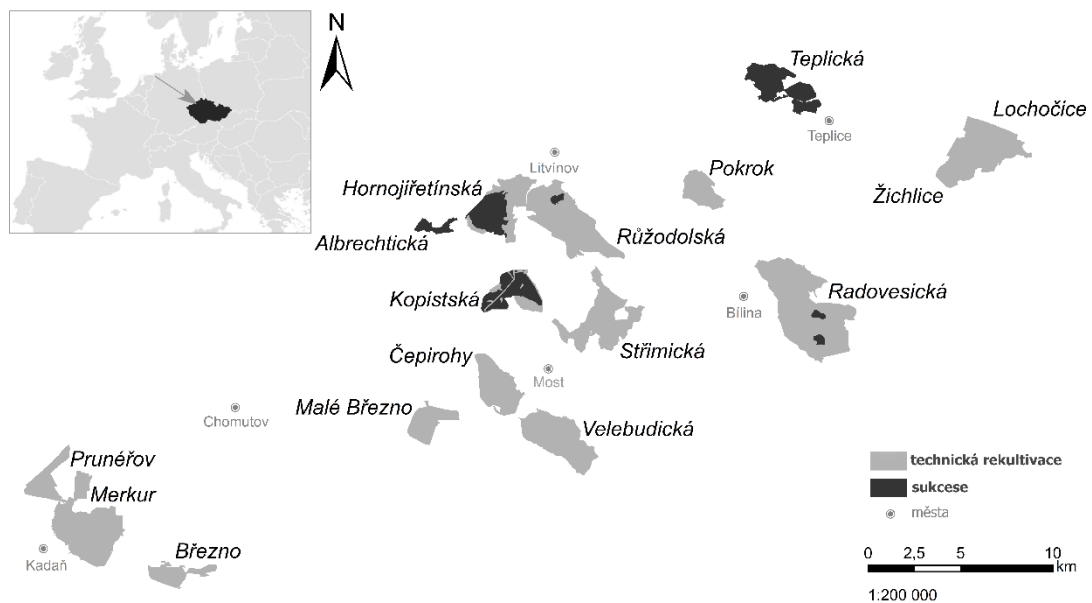 N
Teplická
Teplice
Lochočice
Žichlice
Litvínov
Pokrok
Hornojiřetínská
Albrechtická
Růžodolská
Kopistská
Radovesická
Bílina
Střimická
Čepirohy
Most
Malé Březno
Velebudická
Chomutov
Prunéřov
Merkur
Kadaň
Březno
technická rekultivace
sukcese
města
0 2,5 5 10
km
1:200 000